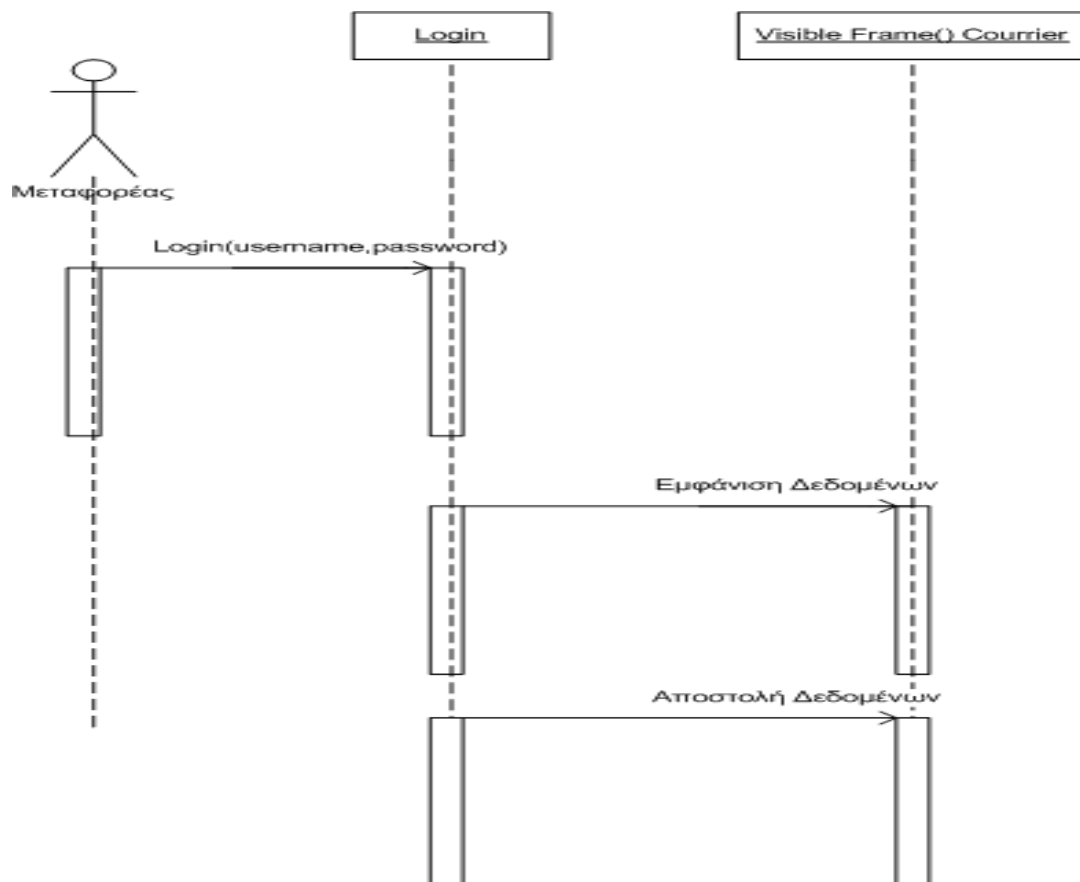 Login
Visible Frame() Courrier
Μεταφορέας
Login(username,password)
Εμφάνιση Δεδομένων
Αποστολή Δεδομένων